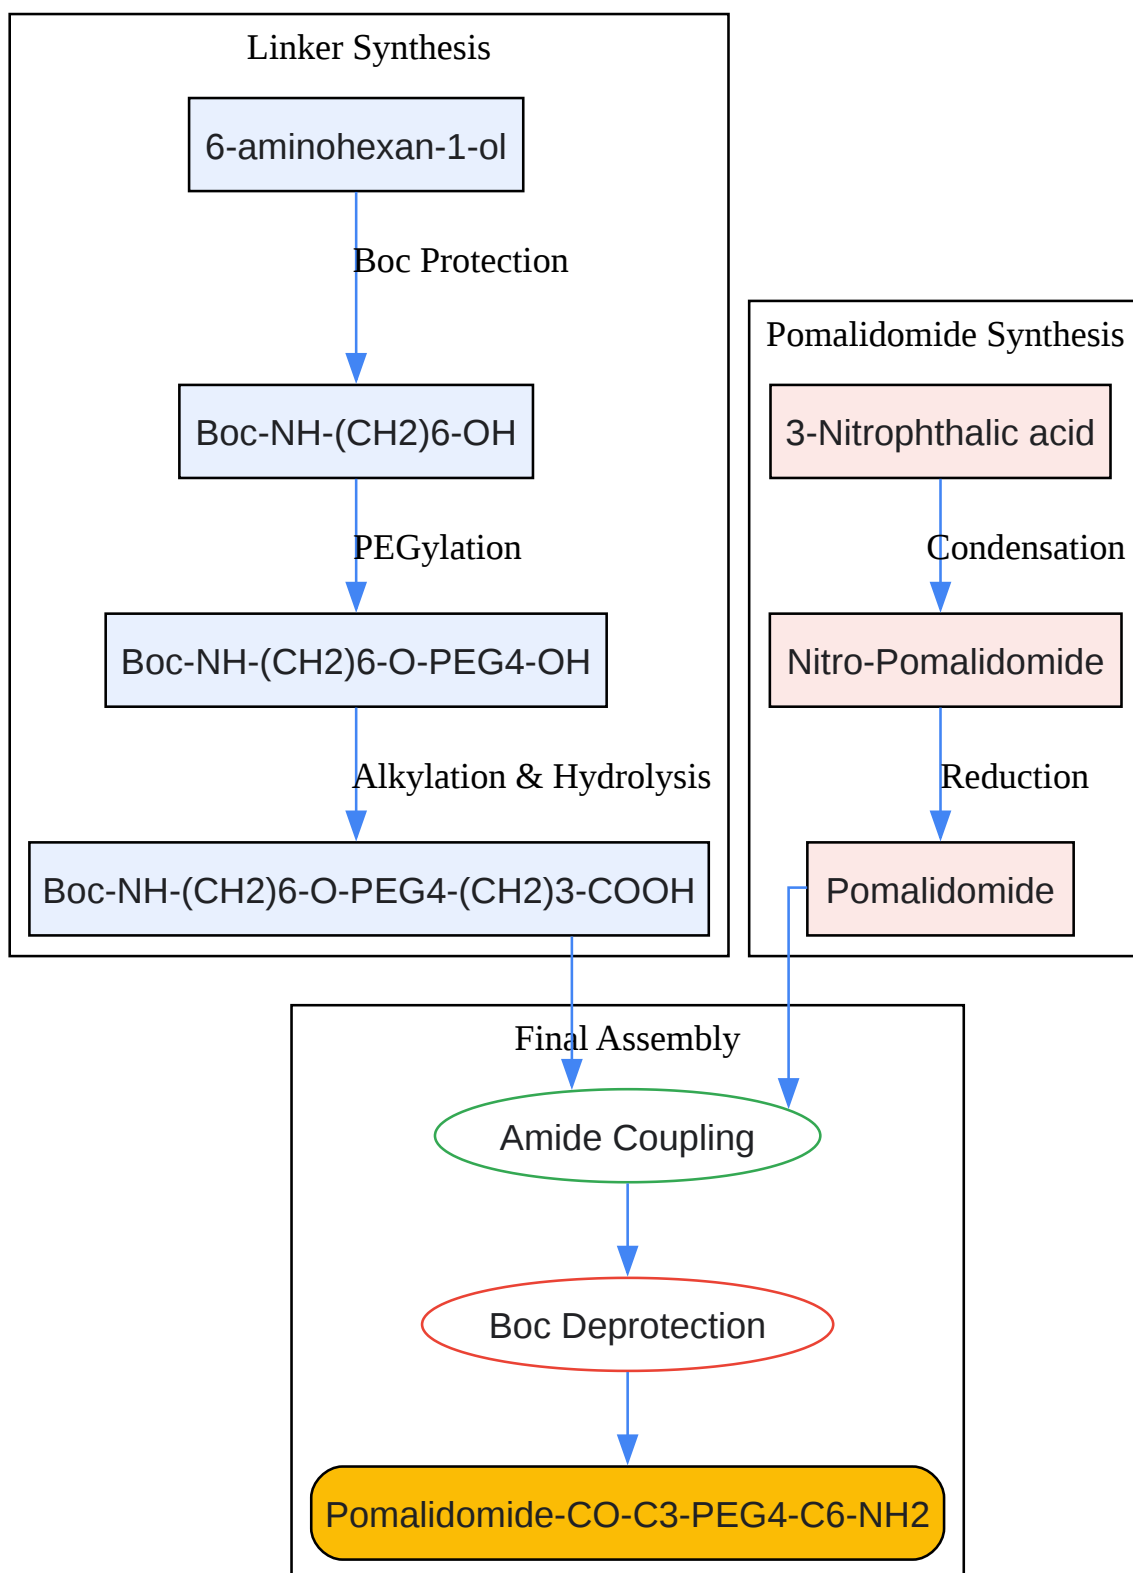 Linker Synthesis
6-aminohexan-1-ol
Boc Protection
Boc-NH-(CH2)6-OH
PEGylation
Boc-NH-(CH2)6-O-PEG4-OH
Alkylation & Hydrolysis
Boc-NH-(CH2)6-O-PEG4-(CH2)3-COOH
Pomalidomide Synthesis
3-Nitrophthalic acid
Condensation
Nitro-Pomalidomide
Reduction
Pomalidomide
Final Assembly
Amide Coupling
Boc Deprotection
Pomalidomide-CO-C3-PEG4-C6-NH2